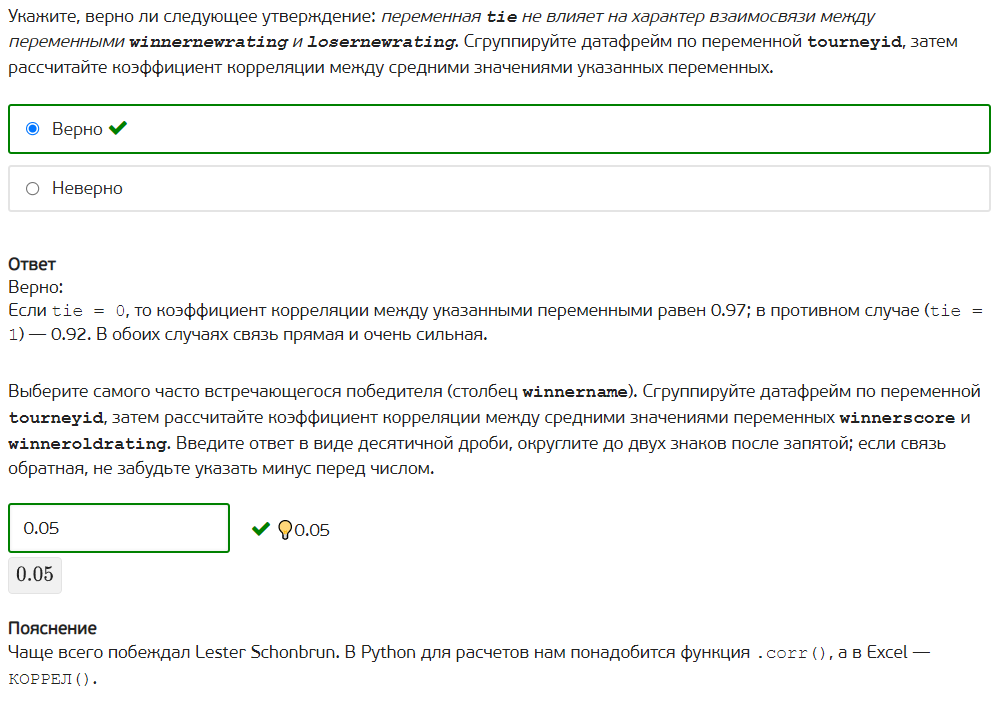 Укажите, верно ли следующее утверждение: переменная tie не влияет на характер взаимосвязи между
переменными winnernewrating и losernewrating. Сгруппируйте датафрейм по переменной tourneyid, затем
рассчитайте коэффициент корреляции между средними значениями указанных переменных.
Верно
Неверно
Ответ
Верно:
Если tie = 0, то коэффициент корреляции между указанными переменными равен 0.97; в противном случае (tie =
1) — 0.92. В обоих случаях связь прямая и очень сильная.
Выберите самого часто встречающегося победителя (столбец winnername). Сгруппируйте датафрейм по переменной
tourneyid, затем рассчитайте коэффициент корреляции между средними значениями переменных winnerscore и
winneroldrating. Введите ответ в виде десятичной дроби, округлите до двух знаков после запятой; если связь
обратная, не забудьте указать минус перед числом.
0.05 0.05
0.05
Пояснение
Чаще всего побеждал Lester Schonbrun. В Python для расчетов нам понадобится функция .corr(), а в Excel —
КОРРЕЛ().